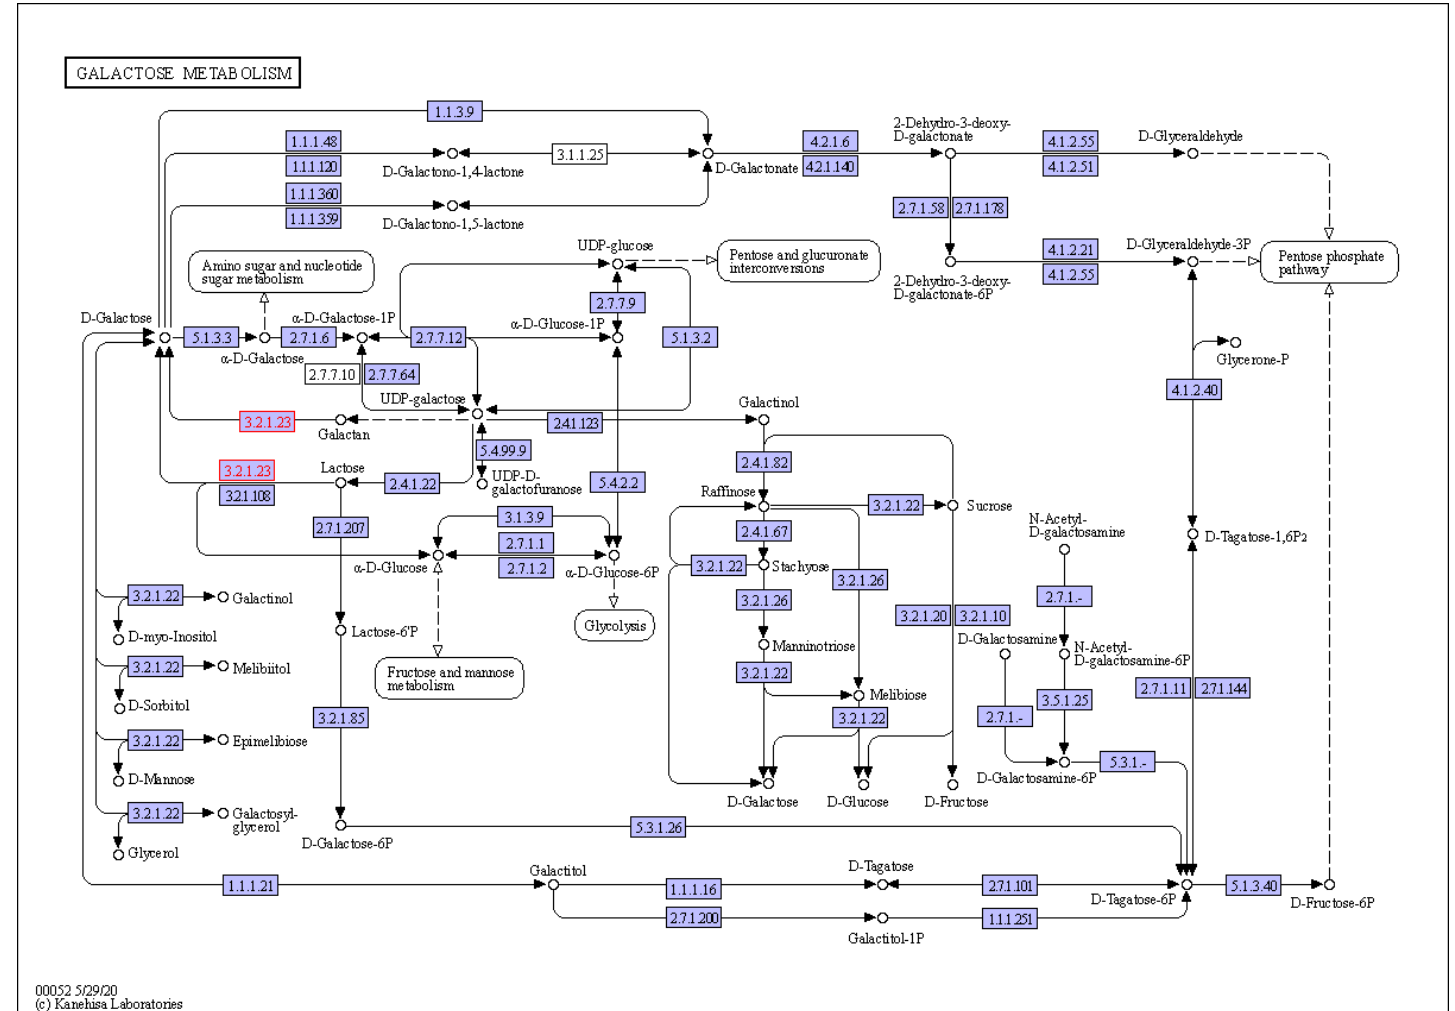 GALACTOSE METABOLISM
1.1.3.9
1.1.1.48
1.1.1.120
D-Galactono-1,4-lactone
3.1.1.25
D-Galactonate
4.2.1.6
4.2.1.140
2-Dehydro-3-deoxy-
D-galactonate
4.1.2.55
4.1.2.51
D-Glyceraldehyde
1.1.1.360
1.1.1.359
D-Galactono-1,5-lactone
2.7.1.58
2.7.1.178
UDP-glucose
Pentose and glucuronate
interconversions
Amino sugar and nucleotide
sugar metabolism
4.1.2.21
4.1.2.55
D-Glyceraldehyde-3P
Pentose phosphate
pathway
2-Dehydro-3-deoxy-
D-galactonate-6P
2.7.7.9
D-Galactose
α-D-Galactose-1P
α-D-Glucose-1P
5.1.3.3
2.7.1.6
2.7.7.12
5.1.3.2
α-D-Galactose
Glycerone-P
2.7.7.10
2.7.7.64
4.1.2.40
UDP-galactose
Galactinol
3.2.1.23
Galactan
2.4.1.123
5.4.99.9
3.2.1.23
3.2.1.108
Lactose
2.4.1.22
UDP-D-
galactofuranose
5.4.2.2
2.4.1.82
Raffinose
3.2.1.22
Sucrose
2.7.1.207
3.1.3.9
2.7.1.1
2.7.1.2
α-D-Glucose
α-D-Glucose-6P
2.4.1.67
N-Acetyl-
D-galactosamine
D-Tagatose-1,6P2
3.2.1.22
Stachyose
3.2.1.26
3.2.1.26
2.7.1.-
3.2.1.22
Galactinol
D-myo-Inositol
Lactose-6'P
Glycolysis
3.2.1.20
3.2.1.10
D-Galactosamine
Manninotriose
N-Acetyl-
D-galactosamine-6P
3.2.1.22
Melibiitol
D-Sorbitol
Fructose and mannose
metabolism
3.2.1.22
Melibiose
2.7.1.11
2.7.1.144
3.5.1.25
2.7.1.-
3.2.1.85
3.2.1.22
3.2.1.22
Epimelibiose
D-Mannose
5.3.1.-
D-Galactosamine-6P
D-Galactose
D-Glucose
D-Fructose
3.2.1.22
Galactosyl-
glycerol
Glycerol
D-Galactose-6P
5.3.1.26
1.1.1.21
Galactitol
1.1.1.16
D-Tagatose
2.7.1.101
D-Tagatose-6P
5.1.3.40
D-Fructose-6P
2.7.1.200
Galactitol-1P
1.1.1.251
00052 5/29/20
(c) Kanehisa Laboratories